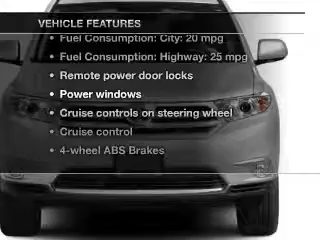 VEHICLE FEATURES
• Fuel Consumption: City: 20 mpg
• Fuel Consumption: Highway: 25 mpg
• Remote power door locks
• Power windows
• Cruise controls on steering wheel
• Cruise control
• 4-wheel ABS Brakes